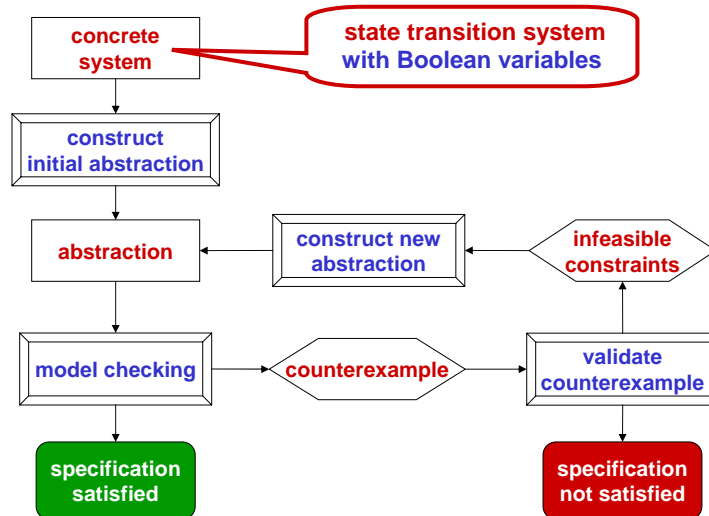 concrete
system
state transition system
with Boolean variables
construct
initial abstraction
abstraction
construct new
abstraction
infeasible
constraints
model checking
counterexample
validate
counterexample
specification
satisfied
specification
not satisfied